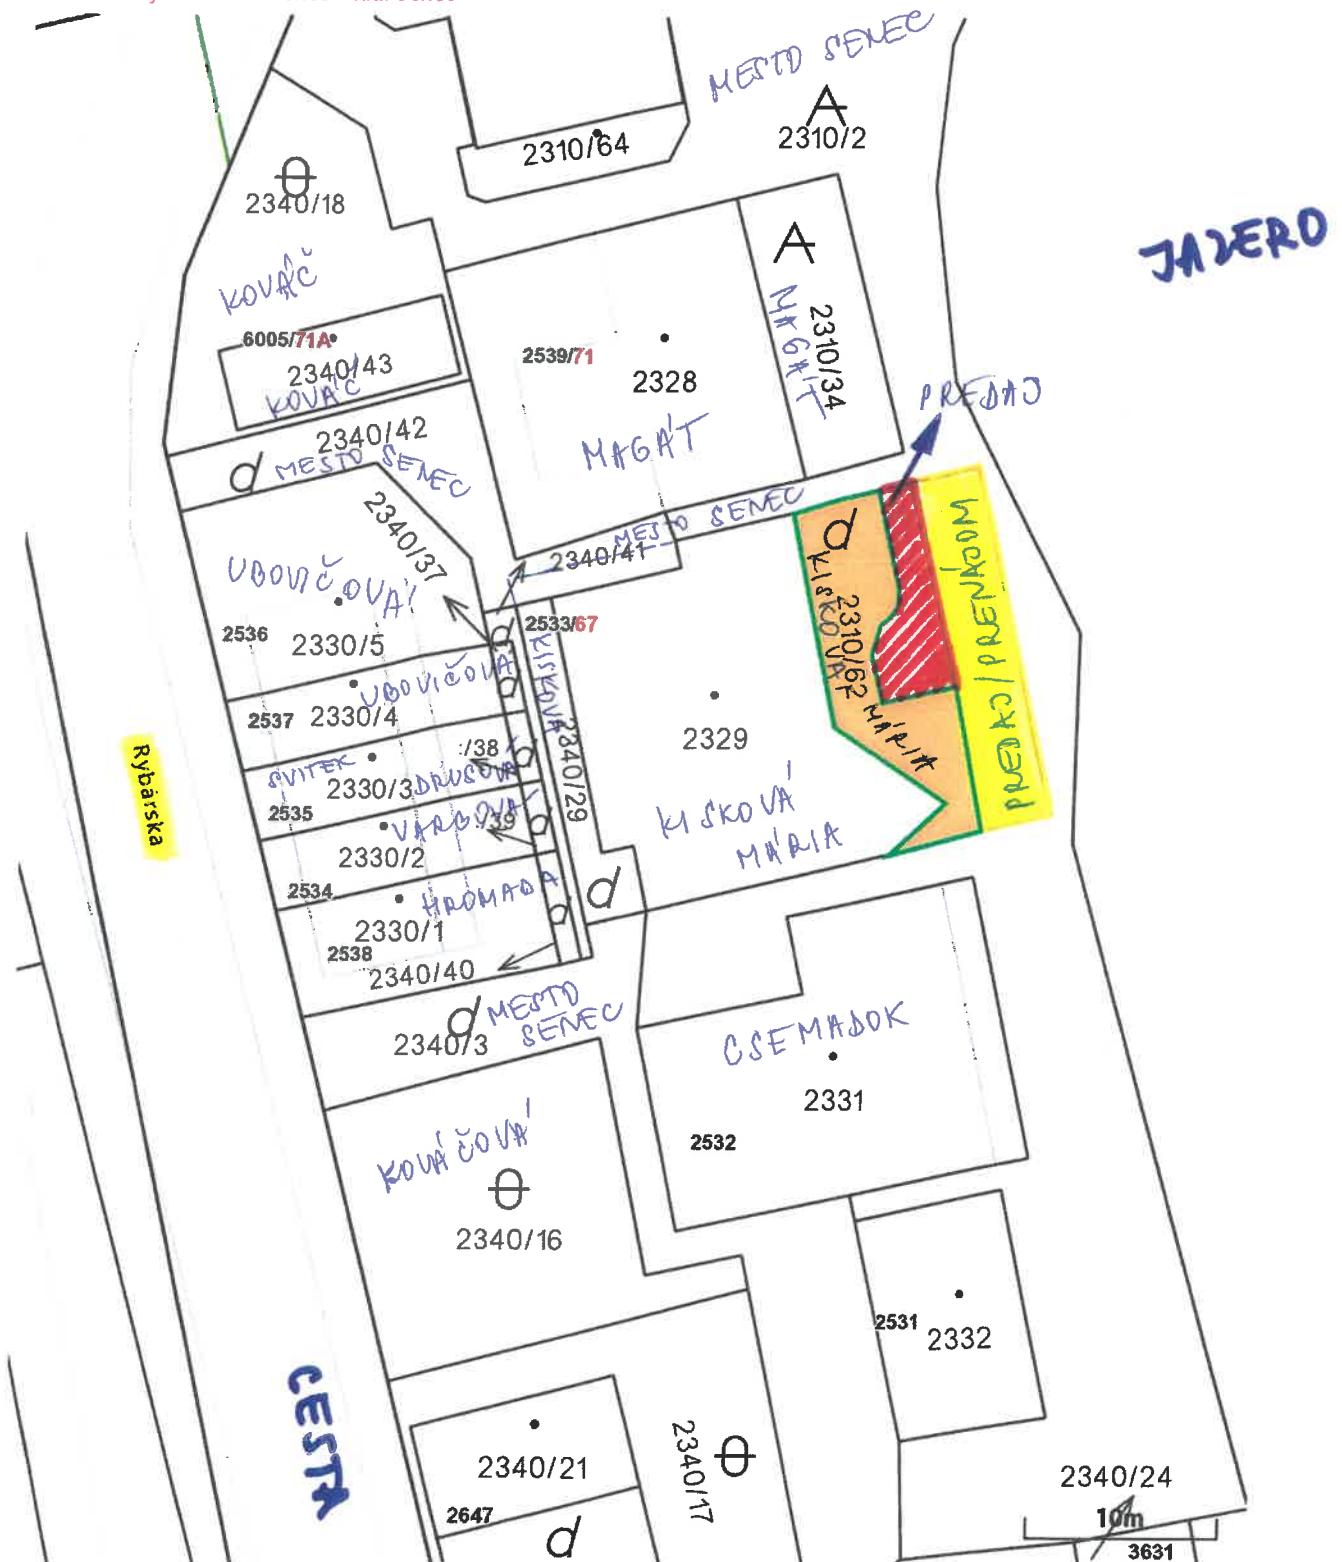 MESTO SENEC
2310/64
2310/2
2340/18
JAZERO
KOVÁČ
6005/71A
2340/43
KOVÁČ
2539/71
2328
MAGÁT
2310/34
MAGÁT
PREDAJ
2340/42
MESTO SENEC
2340/37
MESTO SENEC
2340/41
UBOVIČOVÁ
2536
2330/5
2533/67
KISKOVÁ
2340/29
2310/62
KISKOVÁ MÁRIA
PREDAJ / PRENÁJOM
UBOVIČOVÁ
2537
2330/4
2329
KISKOVÁ
MÁRIA
Rybárska
SVITEK
:/38
2330/3
DRUSOVÁ
2535
VARGOVÁ
:/39
2330/2
2534
HROMADA
2330/1
2538
2340/40
MESTO
SENEC
2340/3
CSEMADOK
2331
2532
KOVÁČOVÁ
2340/16
2531
2332
CESTA
2340/21
2647
2340/17
2340/24
10m
3631